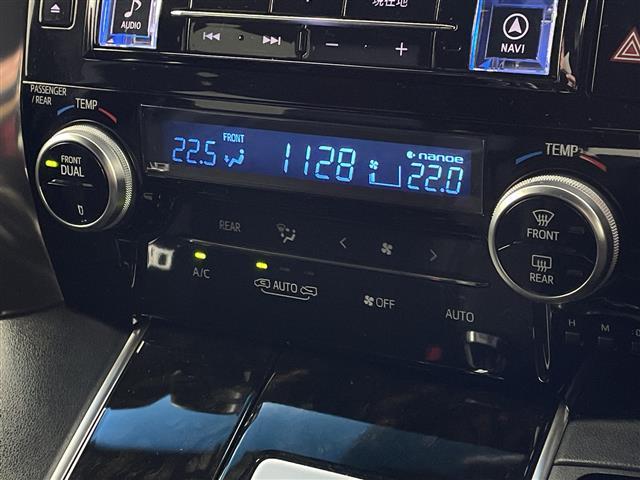 AUDIO
現在地
NAVI
− +
PASSENGER
/REAR
TEMP
FRONT
DUAL
22.5
FRONT
1128
nanoe
22.0
TEMP
FRONT
REAR
REAR
A/C
AUTO
OFF
AUTO
H M